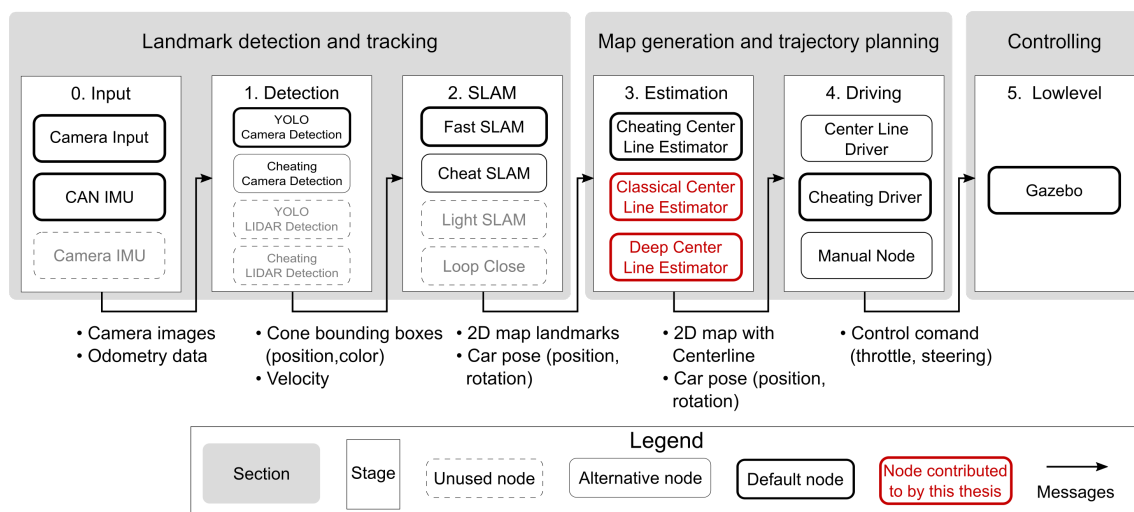 Landmark detection and tracking
Map generation and trajectory planning
Controlling
0. Input
Camera Input
CAN IMU
Camera IMU
1. Detection
YOLO
Camera Detection
Cheating
Camera Detection
YOLO
LIDAR Detection
Cheating
LIDAR Detection
2. SLAM
Fast SLAM
Cheat SLAM
Light SLAM
Loop Close
3. Estimation
Cheating Center
Line Estimator
Classical Center
Line Estimator
Deep Center
Line Estimator
4. Driving
Center Line
Driver
Cheating Driver
Manual Node
5. Lowlevel
Gazebo
• Camera images
• Odometry data
• Cone bounding boxes
(position,color)
• Velocity
• 2D map landmarks
• Car pose (position,
rotation)
• 2D map with
Centerline
• Car pose (position,
rotation)
• Control comand
(throttle, steering)
Legend
Section
Stage
Unused node
Alternative node
Default node
Node contributed
to by this thesis
Messages